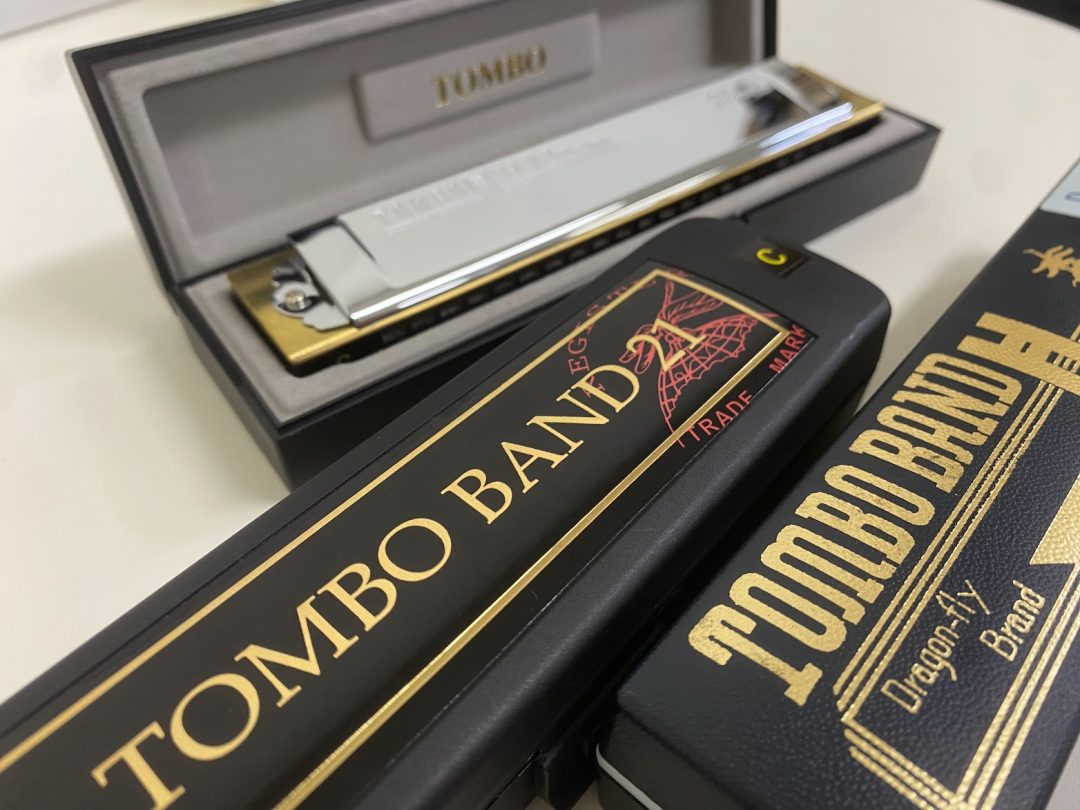 TOMBO
C
TOMBO BAND 21
TRADE MARK
TOMBO BAND
Dragon-fly
Brand